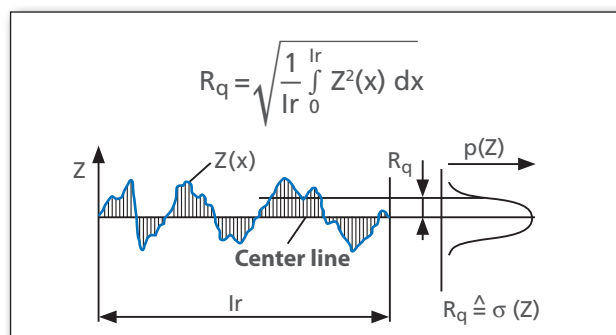 R_q = √(1/lr ∫₀^lr Z²(x) dx)
Z
Z(x)
R_q
p(Z)
Center line
lr
R_q ≙ σ (Z)